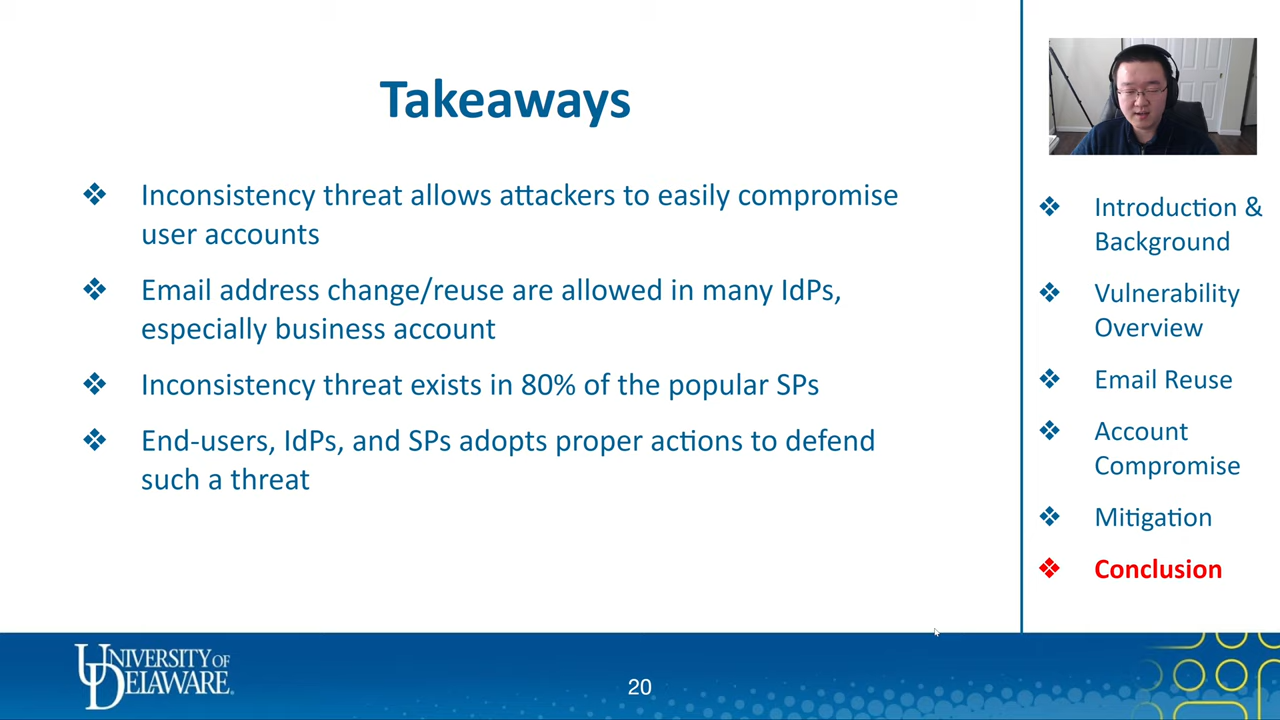 Takeaways
❖ Inconsistency threat allows attackers to easily compromise
user accounts
❖ Email address change/reuse are allowed in many IdPs,
especially business account
❖ Inconsistency threat exists in 80% of the popular SPs
❖ End-users, IdPs, and SPs adopts proper actions to defend
such a threat
❖ Introduction &
Background
❖ Vulnerability
Overview
❖ Email Reuse
❖ Account
Compromise
❖ Mitigation
❖ Conclusion
UNIVERSITY OF
DELAWARE
20